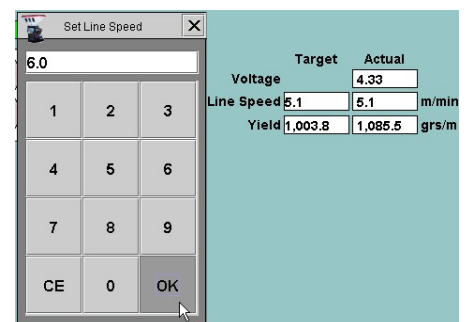 Set Line Speed
6.0
1 2 3
4 5 6
7 8 9
CE 0 OK
Target Actual
Voltage 4.33
Line Speed 5.1 5.1 m/min
Yield 1,003.8 1,085.5 grs/m